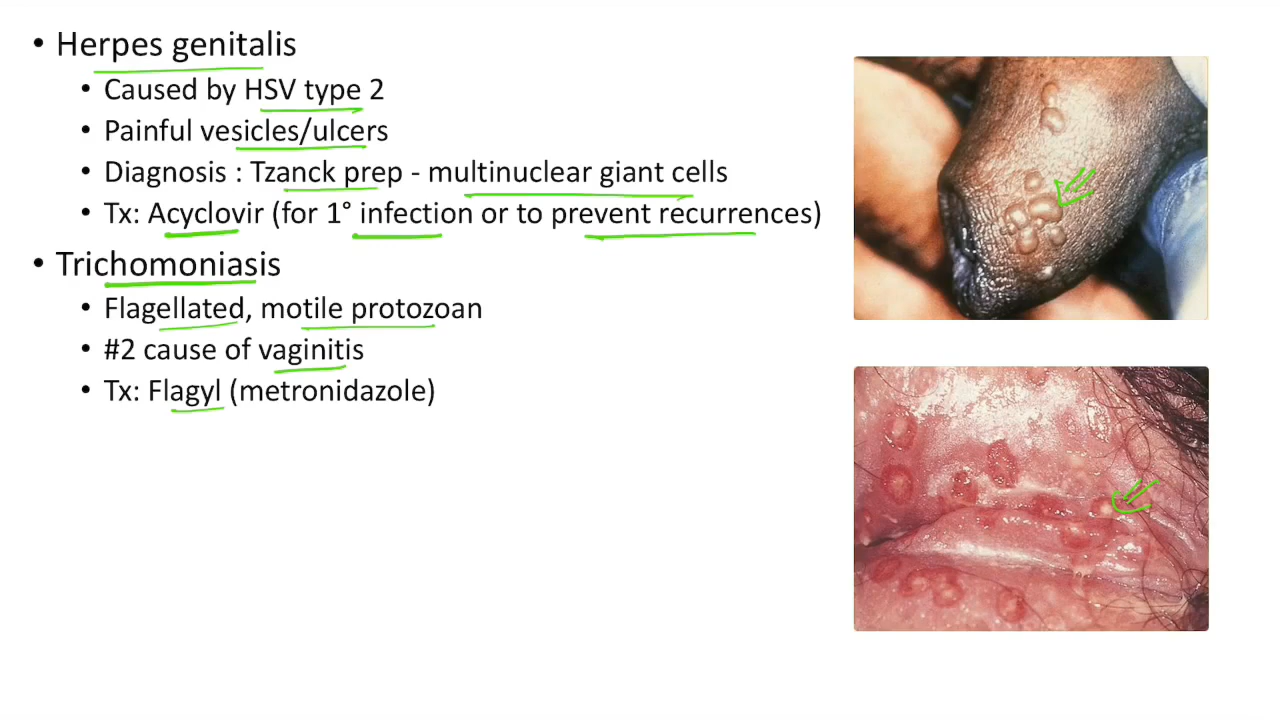 • Herpes genitalis
• Caused by HSV type 2
• Painful vesicles/ulcers
• Diagnosis : Tzanck prep - multinuclear giant cells
• Tx: Acyclovir (for 1° infection or to prevent recurrences)
• Trichomoniasis
• Flagellated, motile protozoan
• #2 cause of vaginitis
• Tx: Flagyl (metronidazole)